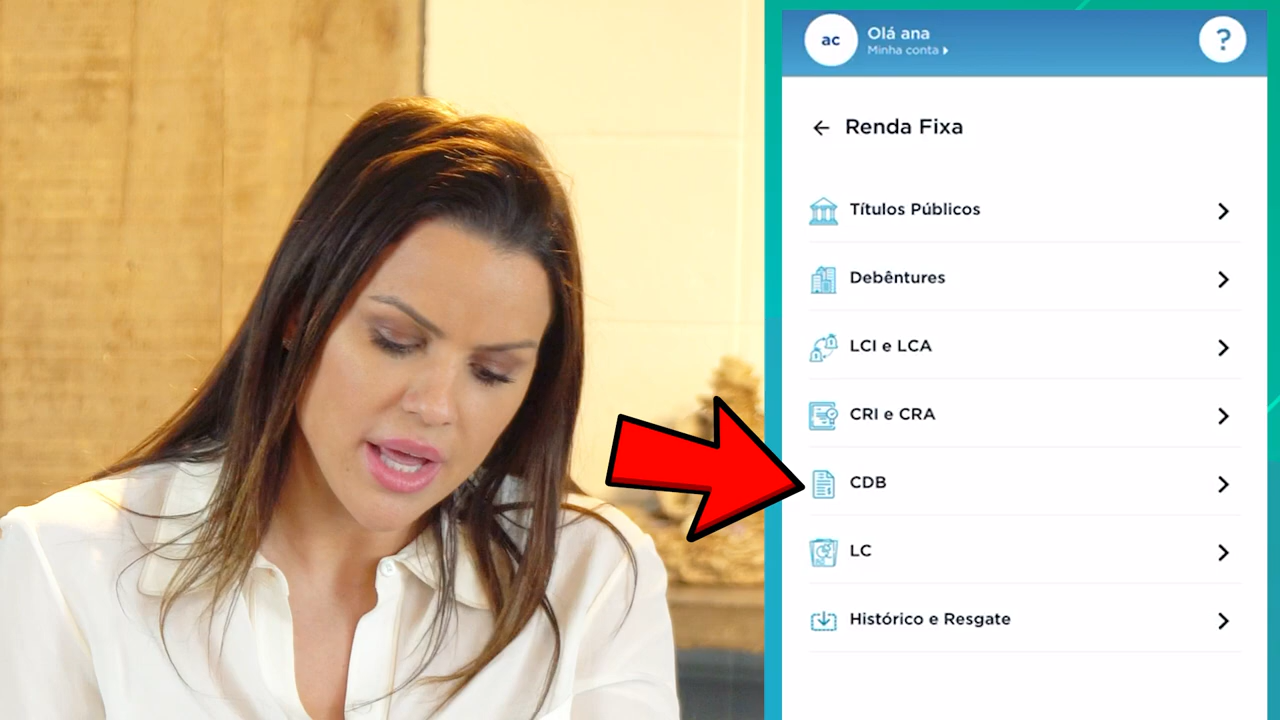 ac
Olá ana
Minha conta
?
Renda Fixa
Títulos Públicos
Debêntures
LCI e LCA
CRI e CRA
CDB
LC
Histórico e Resgate